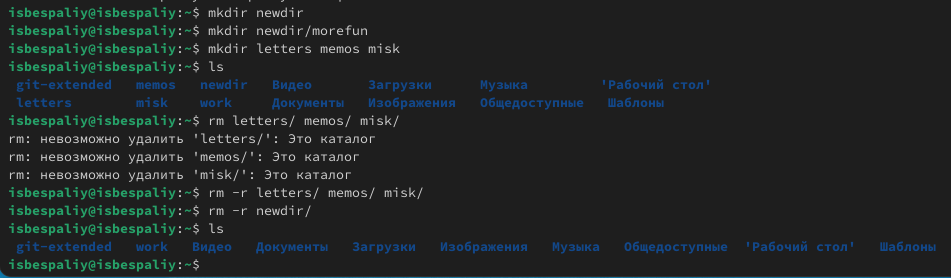 isbespaliy@isbespaliy:~$ mkdir newdir
isbespaliy@isbespaliy:~$ mkdir newdir/morefun
isbespaliy@isbespaliy:~$ mkdir letters memos misk
isbespaliy@isbespaliy:~$ ls
git-extended memos newdir Видео Загрузки Музыка 'Рабочий стол'
letters misk work Документы Изображения Общедоступные Шаблоны
isbespaliy@isbespaliy:~$ rm letters/ memos/ misk/
rm: невозможно удалить 'letters/': Это каталог
rm: невозможно удалить 'memos/': Это каталог
rm: невозможно удалить 'misk/': Это каталог
isbespaliy@isbespaliy:~$ rm -r letters/ memos/ misk/
isbespaliy@isbespaliy:~$ rm -r newdir/
isbespaliy@isbespaliy:~$ ls
git-extended work Видео Документы Загрузки Изображения Музыка Общедоступные 'Рабочий стол' Шаблоны
isbespaliy@isbespaliy:~$